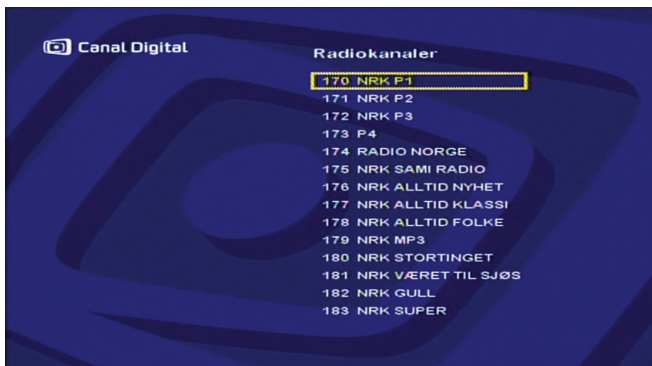 Canal Digital
Radiokanaler
170 NRK P1
171 NRK P2
172 NRK P3
173 P4
174 RADIO NORGE
175 NRK SAMI RADIO
176 NRK ALLTID NYHET
177 NRK ALLTID KLASSI
178 NRK ALLTID FOLKE
179 NRK MP3
180 NRK STORTINGET
181 NRK VÆRET TIL SJØS
182 NRK GULL
183 NRK SUPER